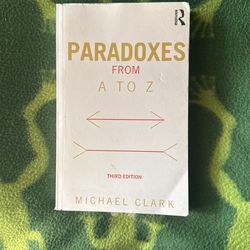 R
PARADOXES
FROM
A TO Z
THIRD EDITION
MICHAEL CLARK